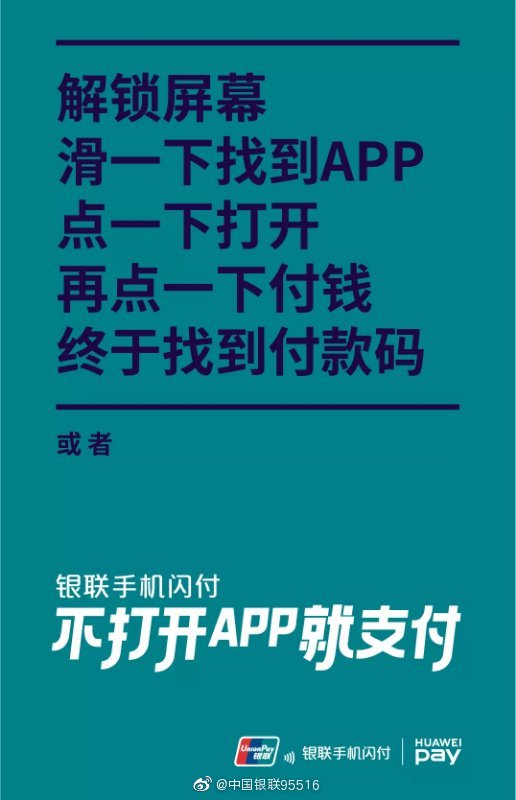 解锁屏幕
滑一下找到APP
点一下打开
再点一下付钱
终于找到付款码
或者
银联手机闪付
不打开APP就支付
UnionPay
银联
银联手机闪付
HUAWEI
pay
@中国银联95516